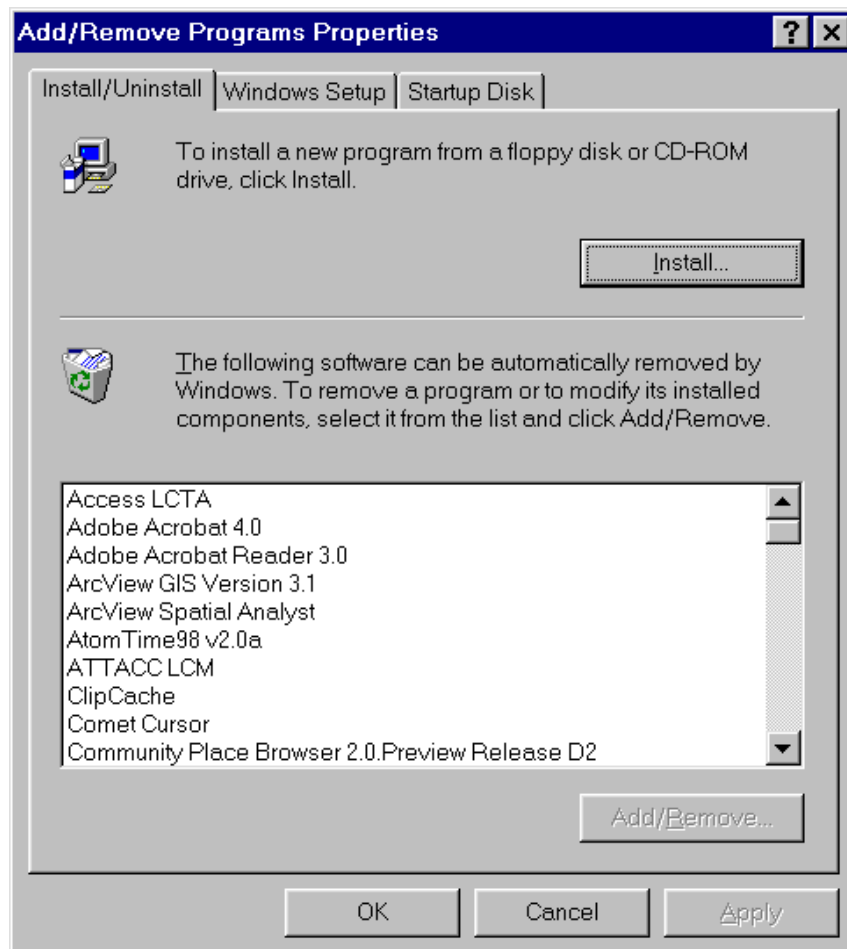 Add/Remove Programs Properties
Install/Uninstall
Windows Setup
Startup Disk
To install a new program from a floppy disk or CD-ROM
drive, click Install.
Install...
The following software can be automatically removed by
Windows. To remove a program or to modify its installed
components, select it from the list and click Add/Remove.
Access LCTA
Adobe Acrobat 4.0
Adobe Acrobat Reader 3.0
ArcView GIS Version 3.1
ArcView Spatial Analyst
AtomTime98 v2.0a
ATTACC LCM
ClipCache
Comet Cursor
Community Place Browser 2.0.Preview Release D2
Add/Remove...
OK
Cancel
Apply